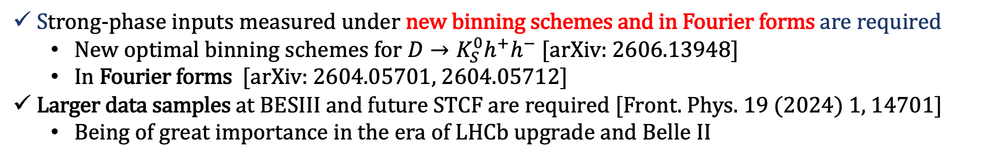 ✓ Strong-phase inputs measured under new binning schemes and in Fourier forms are required
• New optimal binning schemes for D → K_S^0 h^+ h^- [arXiv: 2606.13948]
• In Fourier forms [arXiv: 2604.05701, 2604.05712]
✓ Larger data samples at BESIII and future STCF are required [Front. Phys. 19 (2024) 1, 14701]
• Being of great importance in the era of LHCb upgrade and Belle II